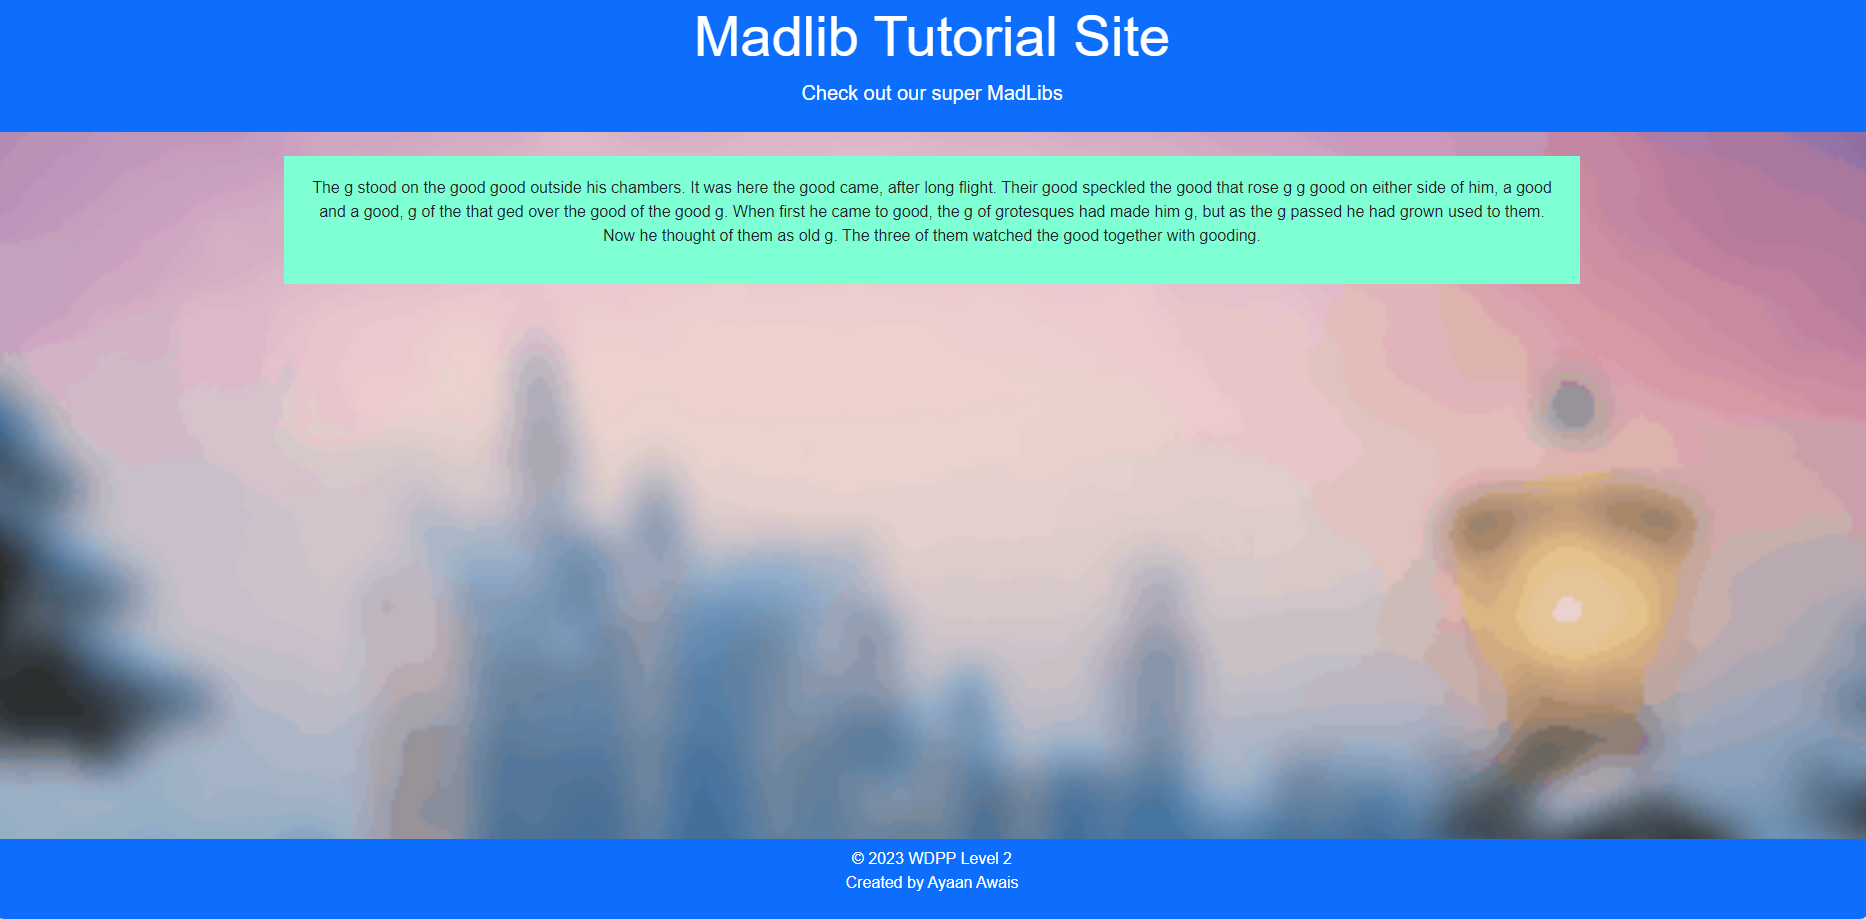 Madlib Tutorial Site
Check out our super MadLibs
The g stood on the good good outside his chambers. It was here the good came, after long flight. Their good speckled the good that rose g g good on either side of him, a good
and a good, g of the that ged over the good of the good g. When first he came to good, the g of grotesques had made him g, but as the g passed he had grown used to them.
Now he thought of them as old g. The three of them watched the good together with gooding.
© 2023 WDPP Level 2
Created by Ayaan Awais